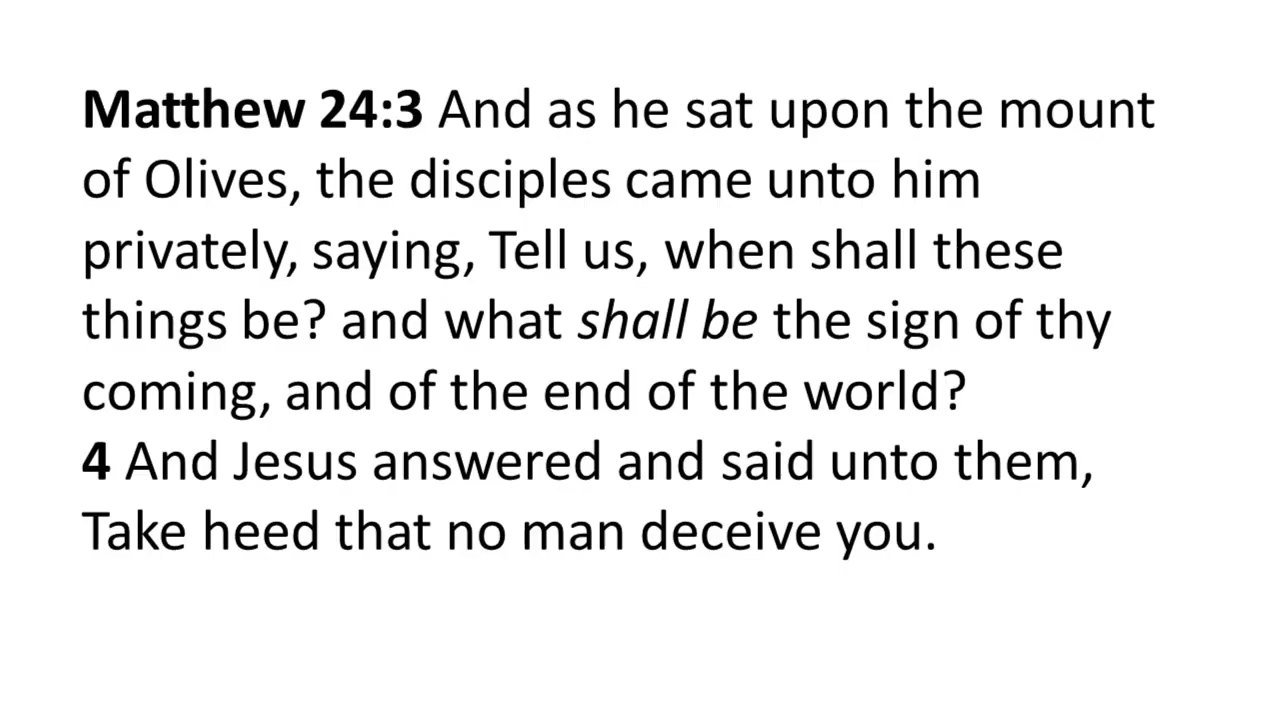 Matthew 24:3 And as he sat upon the mount
of Olives, the disciples came unto him
privately, saying, Tell us, when shall these
things be? and what shall be the sign of thy
coming, and of the end of the world?
4 And Jesus answered and said unto them,
Take heed that no man deceive you.